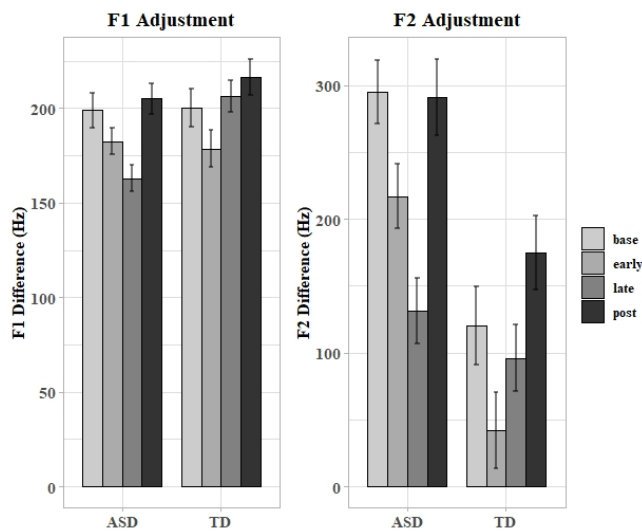 F1 Adjustment
F1 Difference (Hz)
200
150
100
50
0
ASD TD
F2 Adjustment
F2 Difference (Hz)
300
200
100
0
ASD TD
base
early
late
post